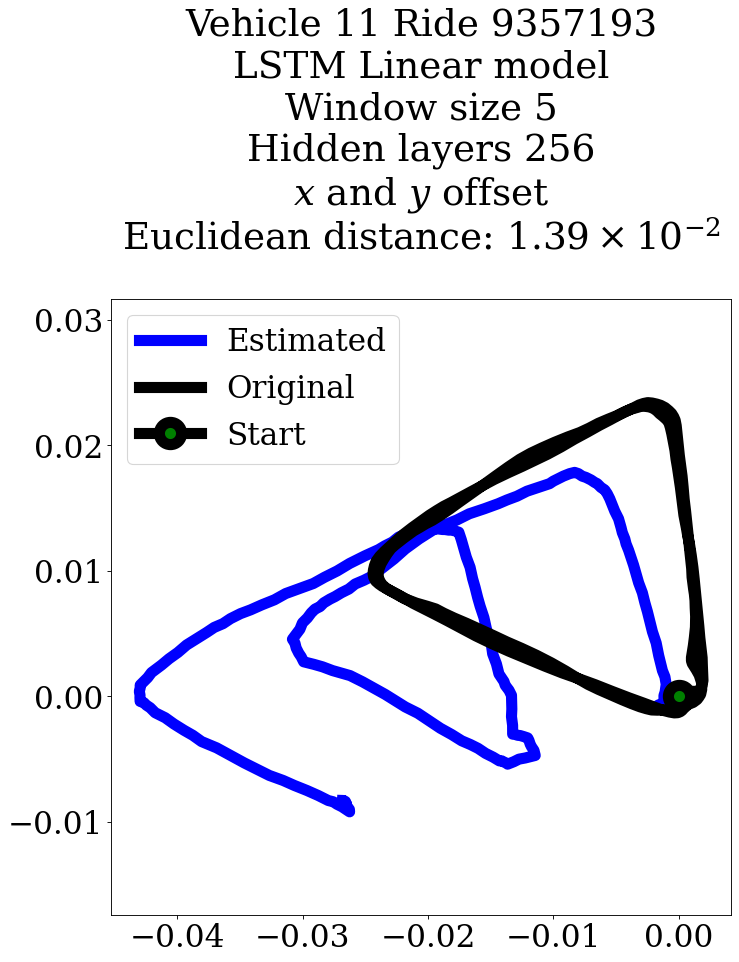 Vehicle 11 Ride 9357193
LSTM Linear model
Window size 5
Hidden layers 256
x and y offset
Euclidean distance: 1.39 × 10⁻²
Estimated
Original
Start
0.03
0.02
0.01
0.00
−0.01
−0.04 −0.03 −0.02 −0.01 0.00